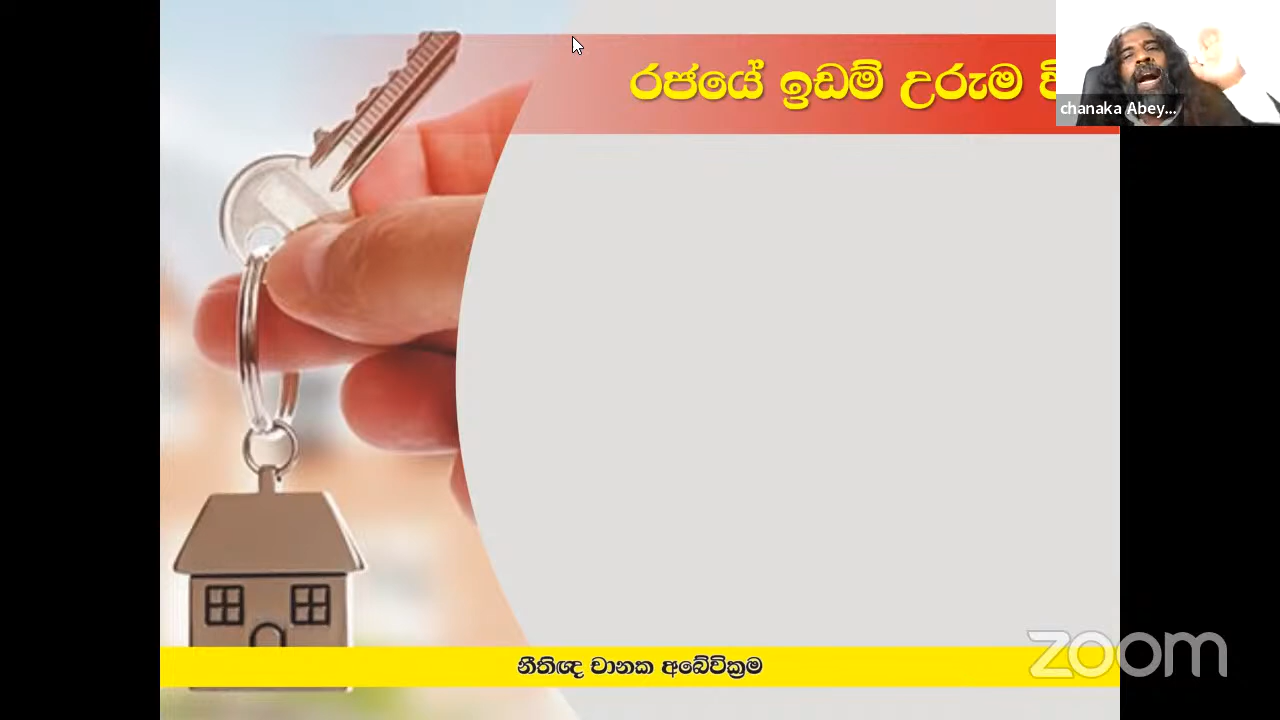 රජයේ ඉඩම් උරුම
chanaka Abey...
zoom
නීතිඥ චානක අබේවික්‍රම